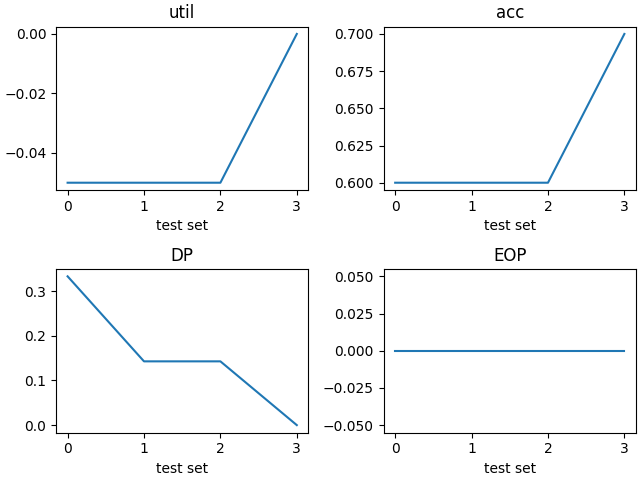 util
0.00
−0.02
−0.04
0 1 2 3
test set
acc
0.700
0.675
0.650
0.625
0.600
0 1 2 3
test set
DP
0.3
0.2
0.1
0.0
0 1 2 3
test set
EOP
0.050
0.025
0.000
−0.025
−0.050
0 1 2 3
test set